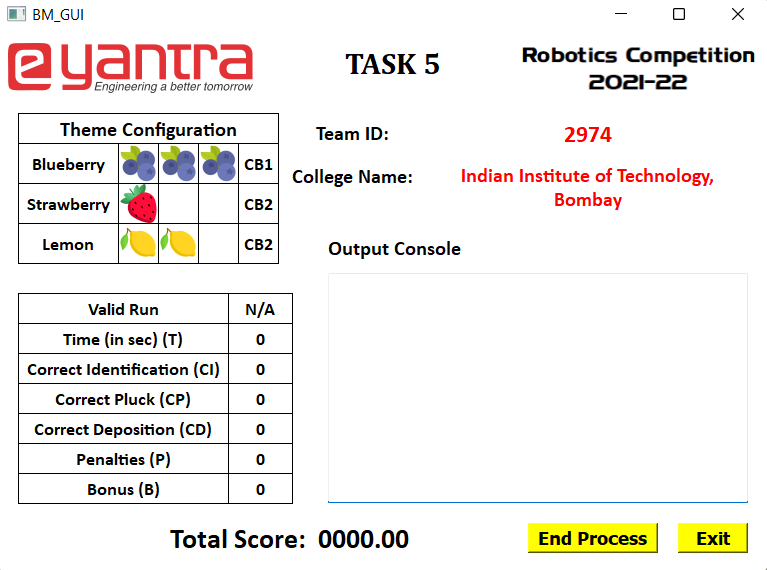 BM_GUI
e yantra
Engineering a better tomorrow
TASK 5
Robotics Competition
2021-22
Theme Configuration
Blueberry CB1
Strawberry CB2
Lemon CB2
Team ID: 2974
College Name: Indian Institute of Technology,
Bombay
Output Console
Valid Run N/A
Time (in sec) (T) 0
Correct Identification (CI) 0
Correct Pluck (CP) 0
Correct Deposition (CD) 0
Penalties (P) 0
Bonus (B) 0
Total Score: 0000.00
End Process
Exit